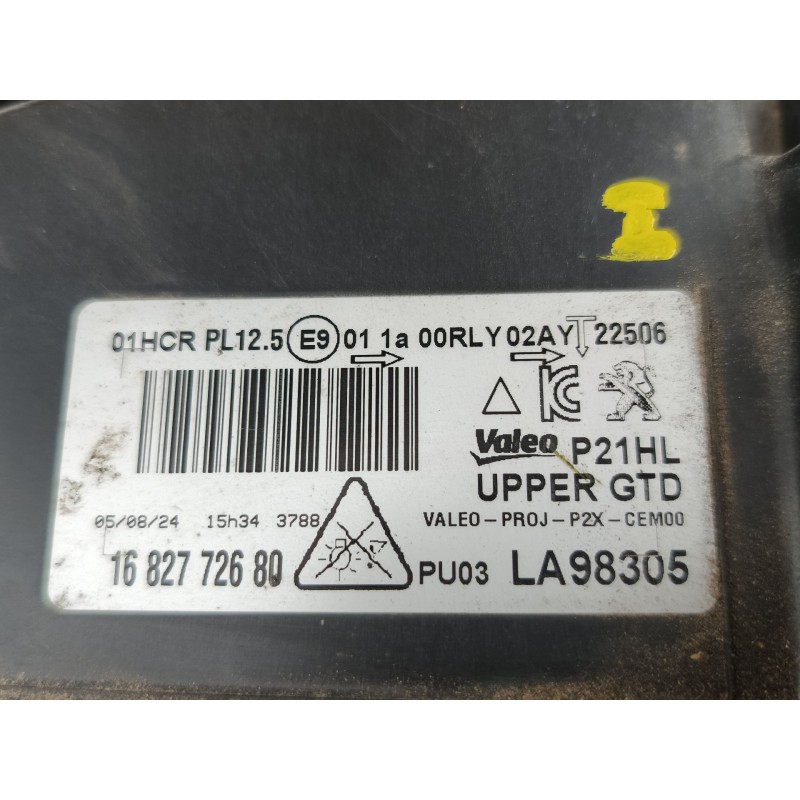 I
01HCR PL12.5 E9 01 1a 00RLY 02AY T 22506
KC
Valeo P21HL
UPPER GTD
05/08/24 15h34 3788 VALEO-PROJ-P2X-CEM00
16 827 726 80 PU03 LA98305